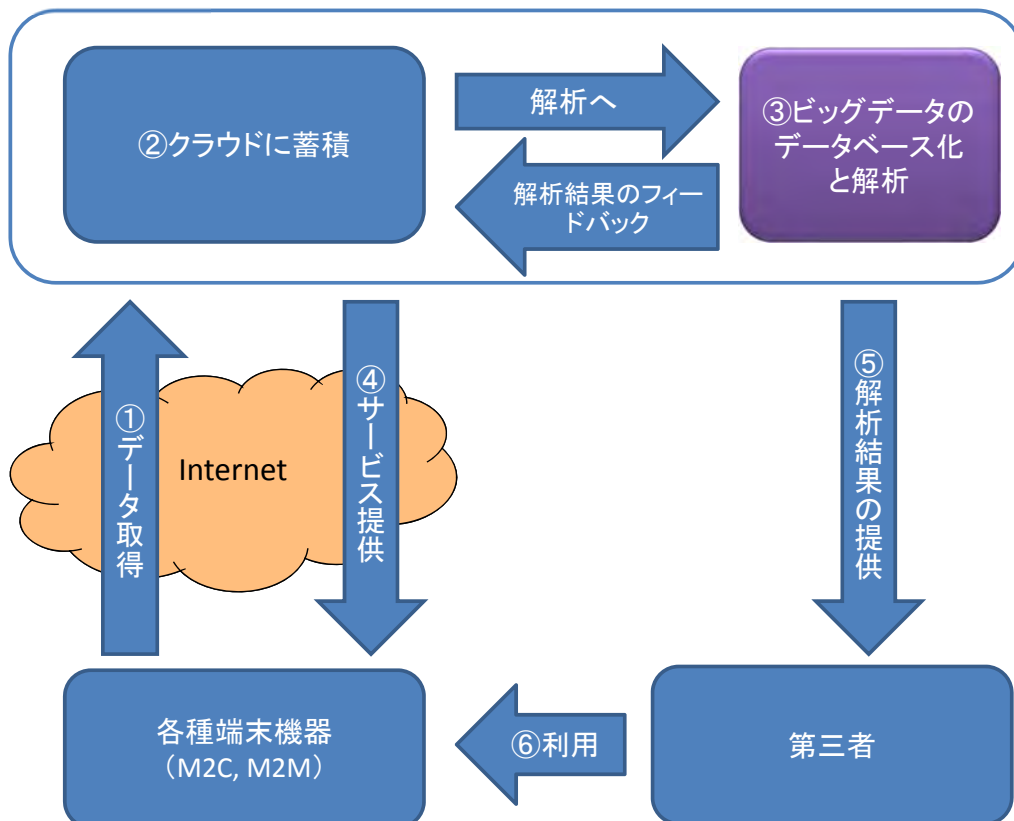 ②クラウドに蓄積
解析へ
解析結果のフィー
ドバック
③ビッグデータの
データベース化
と解析
①データ取得
Internet
④サービス提供
⑤解析結果の提供
各種端末機器
（M2C, M2M）
⑥利用
第三者